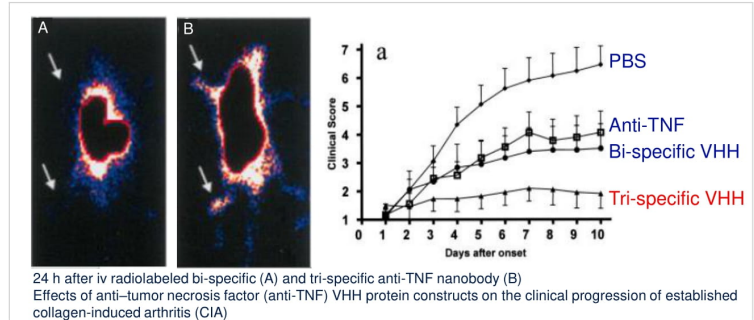 A
B
a
Clinical Score
7
6
5
4
3
2
1
0 1 2 3 4 5 6 7 8 9 10
Days after onset
PBS
Anti-TNF
Bi-specific VHH
Tri-specific VHH
24 h after iv radiolabeled bi-specific (A) and tri-specific anti-TNF nanobody (B)
Effects of anti–tumor necrosis factor (anti-TNF) VHH protein constructs on the clinical progression of established
collagen-induced arthritis (CIA)